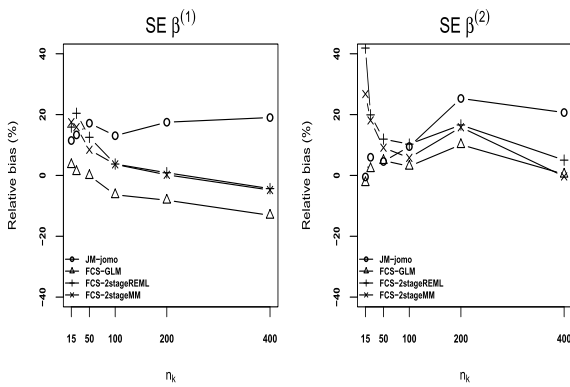 SE β(1)
Relative bias (%)
40
20
0
-20
-40
JM-jomo
FCS-GLM
FCS-2stageREML
FCS-2stageMM
15 50 100 200 400
nk
SE β(2)
Relative bias (%)
40
20
0
-20
-40
JM-jomo
FCS-GLM
FCS-2stageREML
FCS-2stageMM
15 50 100 200 400
nk